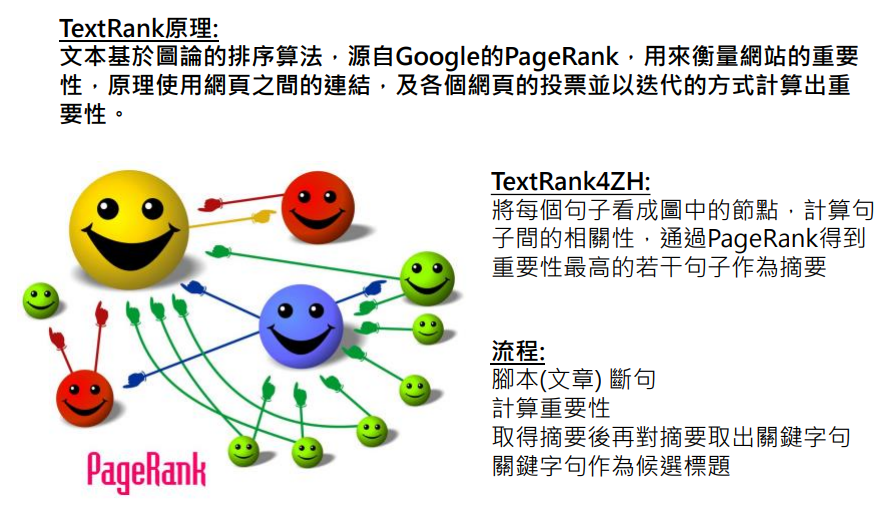 TextRank原理:
文本基於圖論的排序算法，源自Google的PageRank，用來衡量網站的重要
性，原理使用網頁之間的連結，及各個網頁的投票並以迭代的方式計算出重
要性。
TextRank4ZH:
將每個句子看成圖中的節點，計算句
子間的相關性，通過PageRank得到
重要性最高的若干句子作為摘要
流程:
腳本(文章) 斷句
計算重要性
取得摘要後再對摘要取出關鍵字句
關鍵字句作為候選標題
PageRank